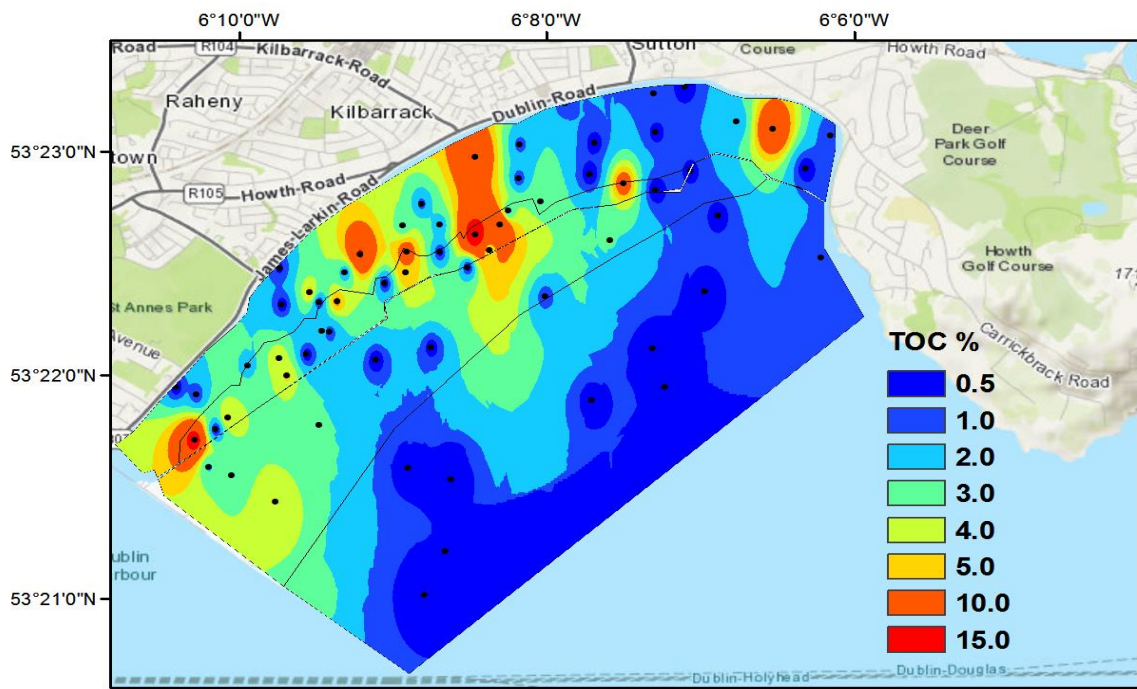 6°10'0"W
6°8'0"W
6°6'0"W
Road
R104
Kilbarrack-Road
Sutton
Course
Howth Road
Raheny
Kilbarrack
Dublin-Road
Deer
Park Golf
Course
53°23'0"N
town
R105
Howth-Road
James-Larkin-Road
Howth
Golf Course
171
St Annes Park
Avenue
Carrickbrack Road
TOC %
53°22'0"N
0.5
1.0
2.0
3.0
4.0
5.0
10.0
15.0
ublin
rbour
53°21'0"N
Dublin-Holyhead
Dublin-Douglas